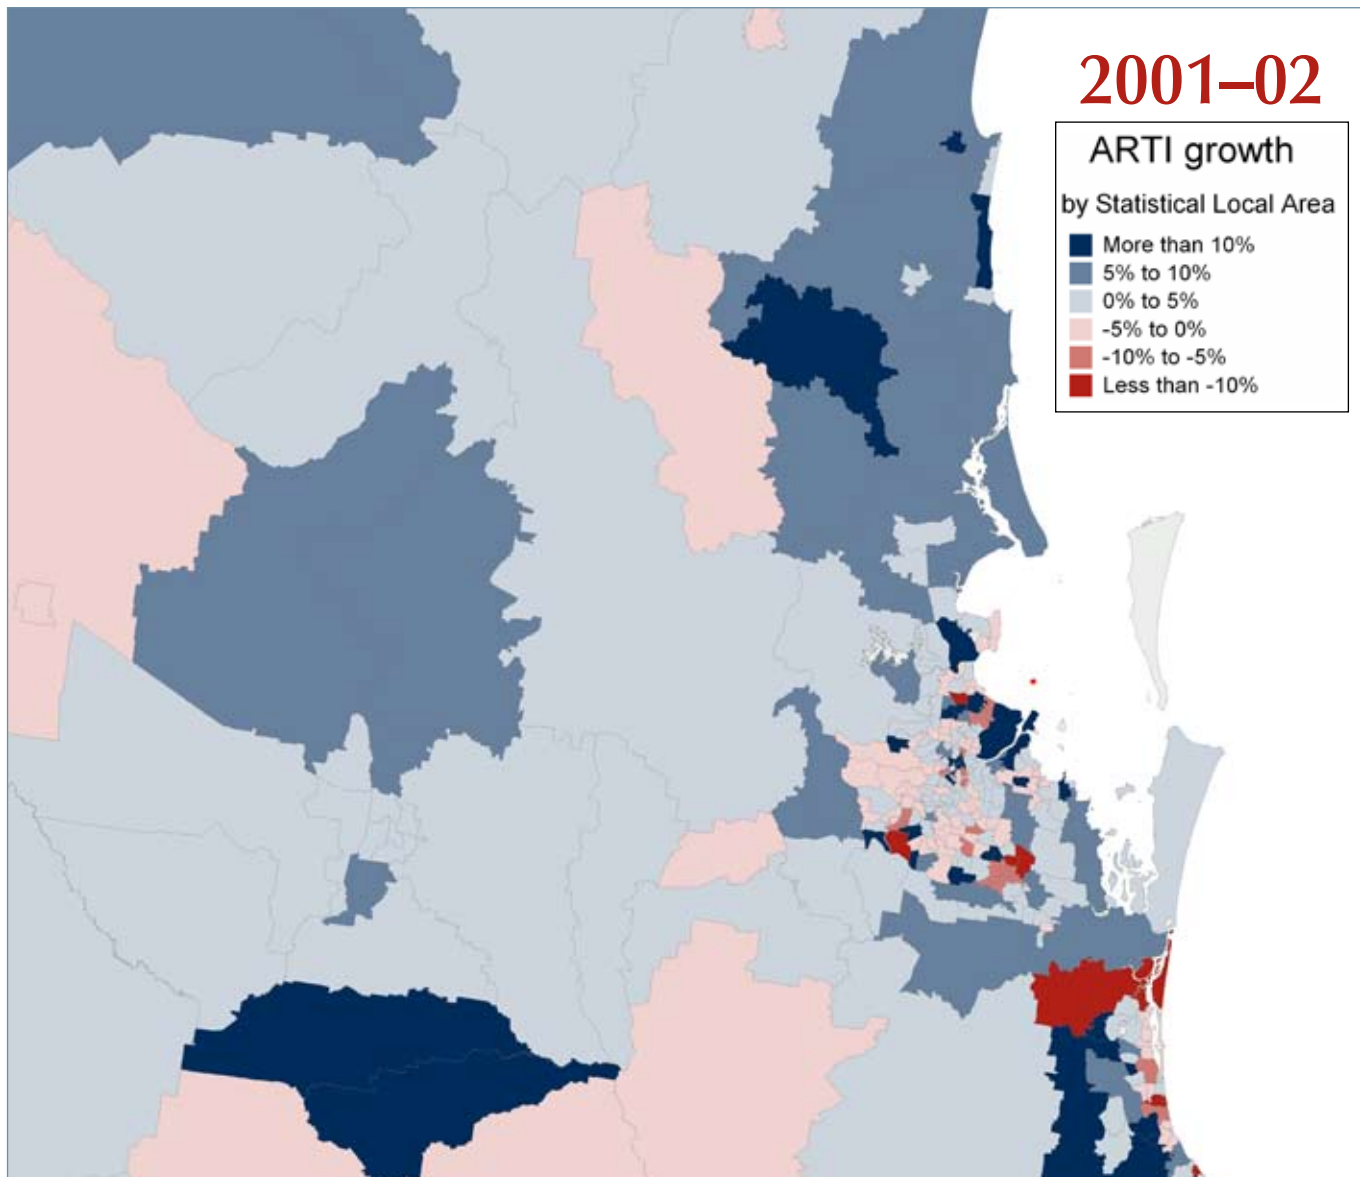 2001–02
ARTI growth
by Statistical Local Area
More than 10%
5% to 10%
0% to 5%
-5% to 0%
-10% to -5%
Less than -10%